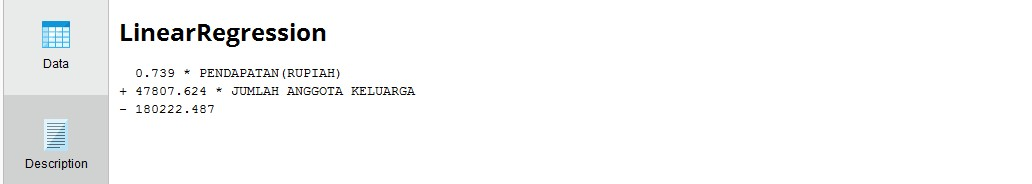 Data
Description
LinearRegression
0.739 * PENDAPATAN(RUPIAH)
+ 47807.624 * JUMLAH ANGGOTA KELUARGA
- 180222.487